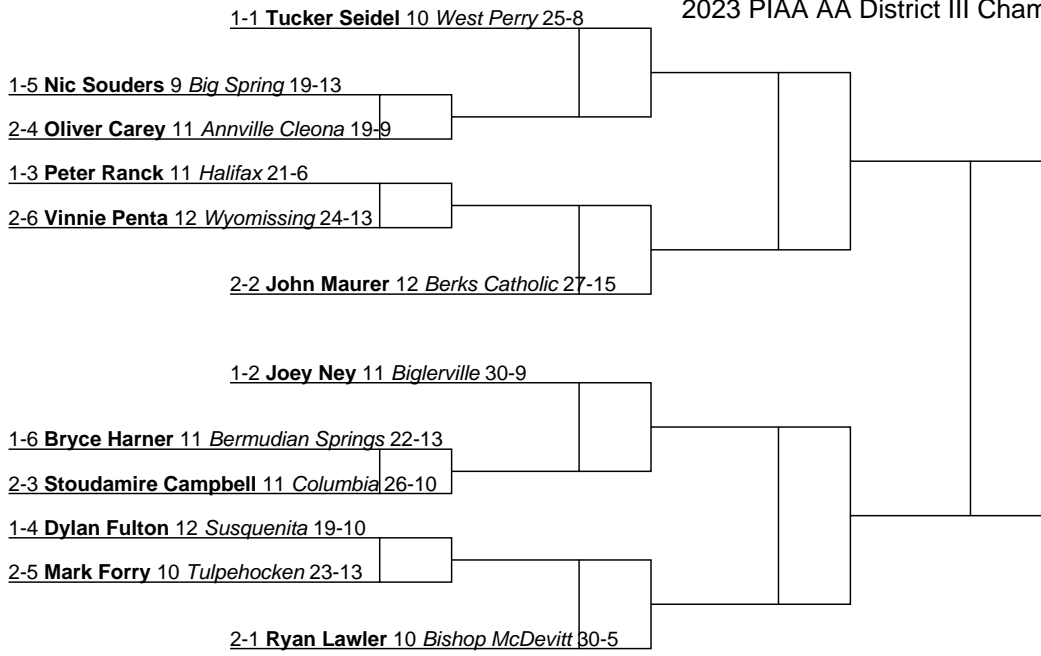 2023 PIAA AA District III
1-1 Tucker Seidel 10 West Perry 25-8
1-5 Nic Souders 9 Big Spring 19-13
2-4 Oliver Carey 11 Annville Cleona 19-9
1-3 Peter Ranck 11 Halifax 21-6
2-6 Vinnie Penta 12 Wyomissing 24-13
2-2 John Maurer 12 Berks Catholic 27-15
1-2 Joey Ney 11 Biglerville 30-9
1-6 Bryce Harner 11 Bermudian Springs 22-13
2-3 Stoudamire Campbell 11 Columbia 26-10
1-4 Dylan Fulton 12 Susquenita 19-10
2-5 Mark Forry 10 Tulpehocken 23-13
2-1 Ryan Lawler 10 Bishop McDevitt 30-5